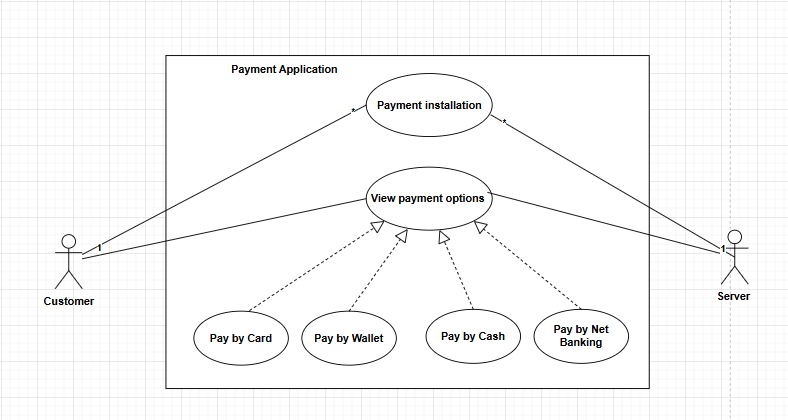 Payment Application
Payment installation
*
*
View payment options
1
1
Customer
Server
Pay by Card
Pay by Wallet
Pay by Cash
Pay by Net
Banking